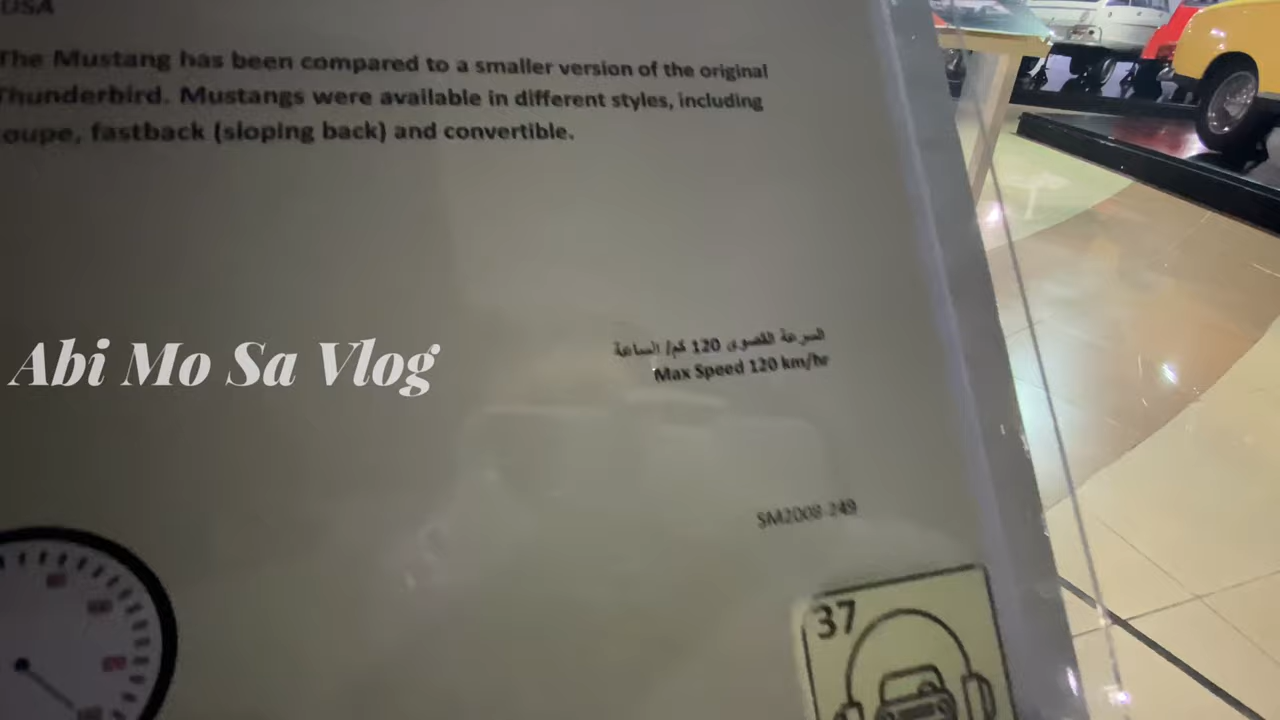 USA
The Mustang has been compared to a smaller version of the original
Thunderbird. Mustangs were available in different styles, including
oupe, fastback (sloping back) and convertible.
السرعة القصوى 120 كم/ الساعة
Max Speed 120 km/hr
Abi Mo Sa Vlog
SM2008-249
37